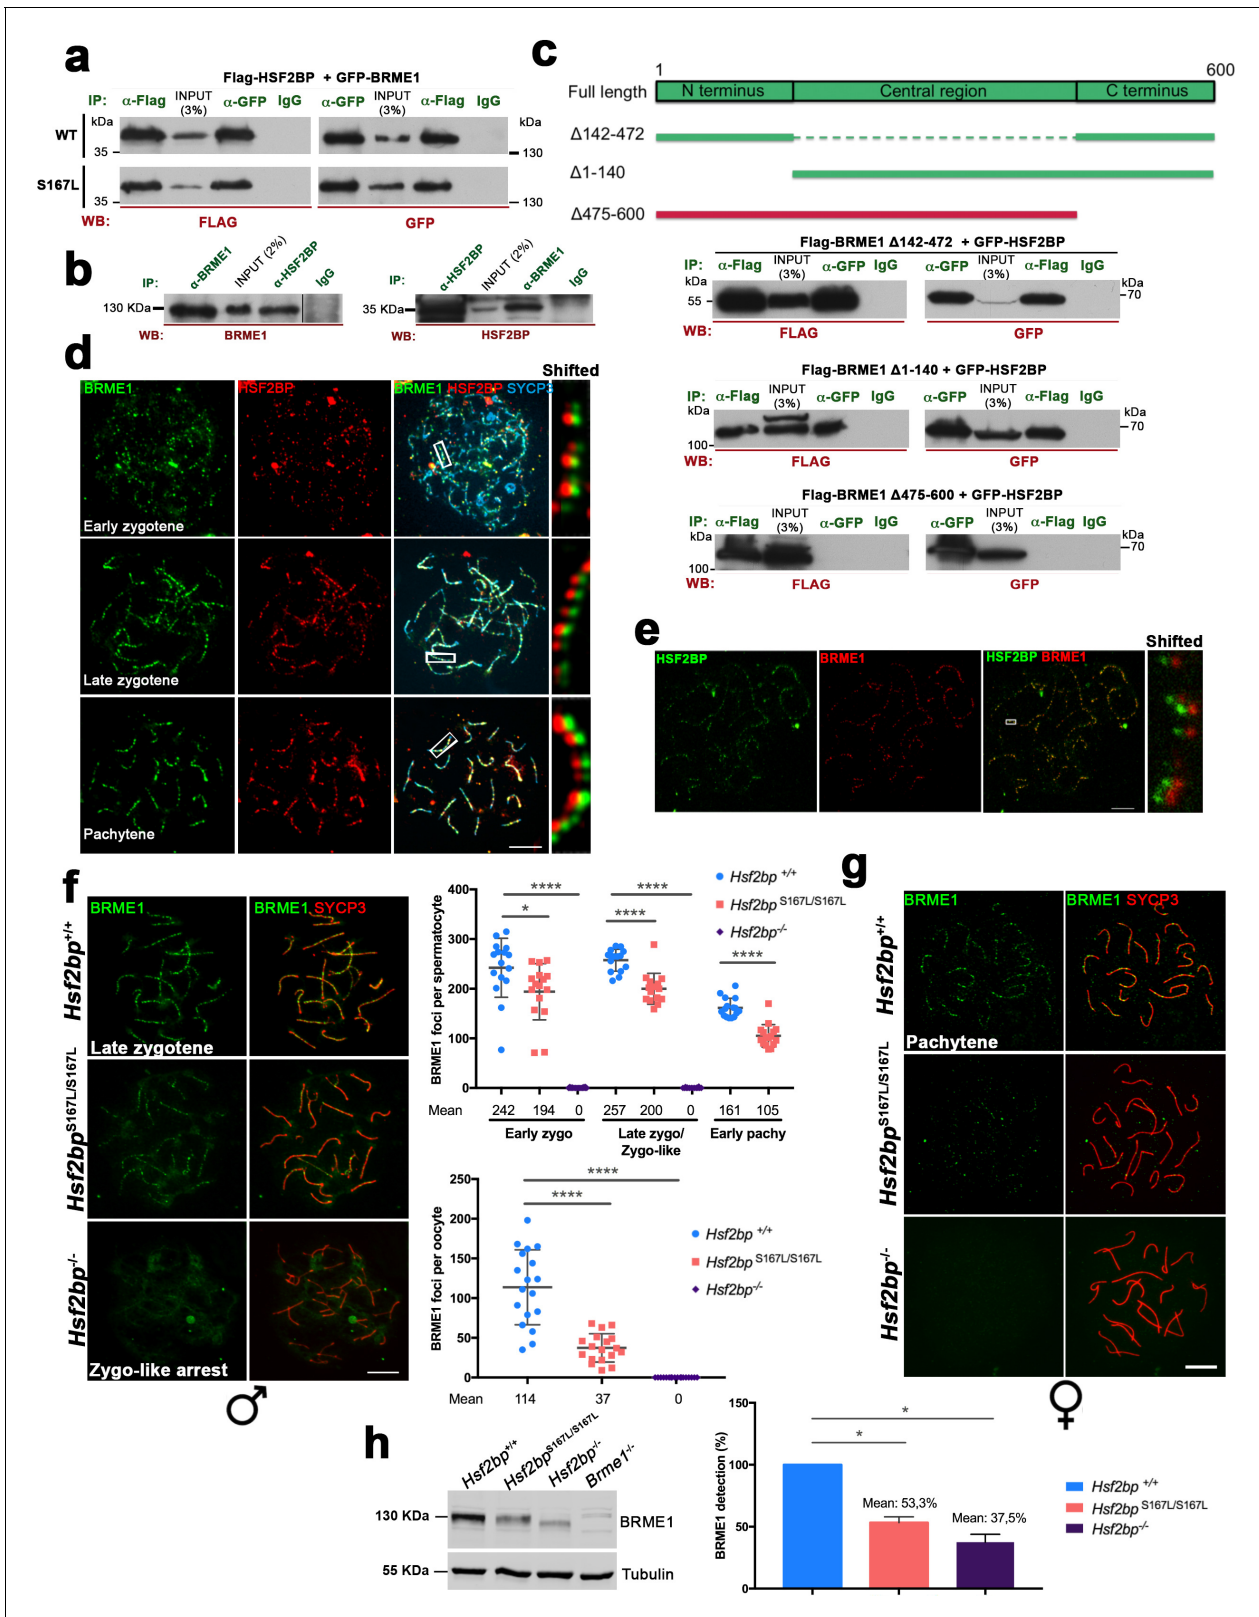 a
Flag-HSF2BP + GFP-BRME1
IP: α-Flag INPUT (3%) α-GFP IgG α-GFP INPUT (3%) α-Flag IgG
kDa kDa
WT
35 130
S167L
35 130
WB: FLAG GFP
b
IP: α-BRME1 INPUT (2%) α-HSF2BP IgG
130 KDa
WB: BRME1
IP: α-HSF2BP INPUT (2%) α-BRME1 IgG
35 KDa
WB: HSF2BP
c
1 600
Full length N terminus Central region C terminus
Δ142-472
Δ1-140
Δ475-600
Flag-BRME1 Δ142-472 + GFP-HSF2BP
IP: α-Flag INPUT (3%) α-GFP IgG α-GFP INPUT (3%) α-Flag IgG
kDa kDa
55 70
WB: FLAG GFP
Flag-BRME1 Δ1-140 + GFP-HSF2BP
IP: α-Flag INPUT (3%) α-GFP IgG α-GFP INPUT (3%) α-Flag IgG
kDa kDa
100 70
WB: FLAG GFP
Flag-BRME1 Δ475-600 + GFP-HSF2BP
IP: α-Flag INPUT (3%) α-GFP IgG α-GFP INPUT (3%) α-Flag IgG
kDa kDa
100 70
WB: FLAG GFP
d
Shifted
BRME1 HSF2BP BRME1 HSF2BP SYCP3
Early zygotene
Late zygotene
Pachytene
e
Shifted
HSF2BP BRME1 HSF2BP BRME1
f
BRME1 BRME1 SYCP3
Hsf2bp+/+
Late zygotene
Hsf2bpS167L/S167L
Hsf2bp-/-
Zygo-like arrest
♂
BRME1 foci per spermatocyte
400
300
200
100
0
**** **** * **** ****
Hsf2bp +/+
Hsf2bp S167L/S167L
Hsf2bp-/-
Mean 242 194 0 257 200 0 161 105
Early zygo Late zygo/ Early pachy
Zygo-like
BRME1 foci per oocyte
250
200
150
100
50
0
****
****
Hsf2bp +/+
Hsf2bp S167L/S167L
Hsf2bp-/-
Mean 114 37 0
g
BRME1 BRME1 SYCP3
Hsf2bp+/+
Pachytene
Hsf2bpS167L/S167L
Hsf2bp-/-
♀
h
Hsf2bp+/+ Hsf2bpS167L/S167L Hsf2bp-/- Brme1-/-
130 KDa BRME1
55 KDa Tubulin
BRME1 detection (%)
150
100
50
0
*
*
Mean: 53,3%
Mean: 37,5%
Hsf2bp +/+
Hsf2bp S167L/S167L
Hsf2bp-/-